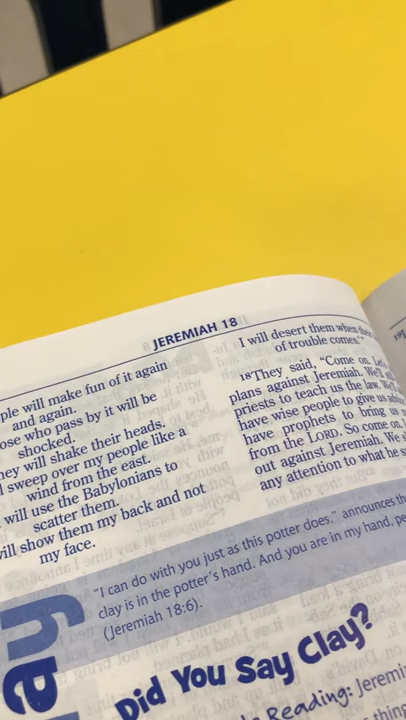 JEREMIAH 18
ple will make fun of it again
and again.
ose who pass by it will be
shocked.
hey will shake their heads.
l sweep over my people like a
wind from the east.
will use the Babylonians to
scatter them.
will show them my back and not
my face.
I will desert them when the
of trouble comes."
18They said, "Come on. Let
plans against Jeremiah. We'll
priests to teach us the law. We'll
have wise people to give us
have prophets to bring us
from the LORD. So come on.
out against Jeremiah. We
any attention to what he s
"I can do with you just as this potter does," announces th
clay is in the potter's hand. And you are in my hand, pe
(Jeremiah 18:6).
ay
Did You Say Clay?
Reading: Jeremia
thing